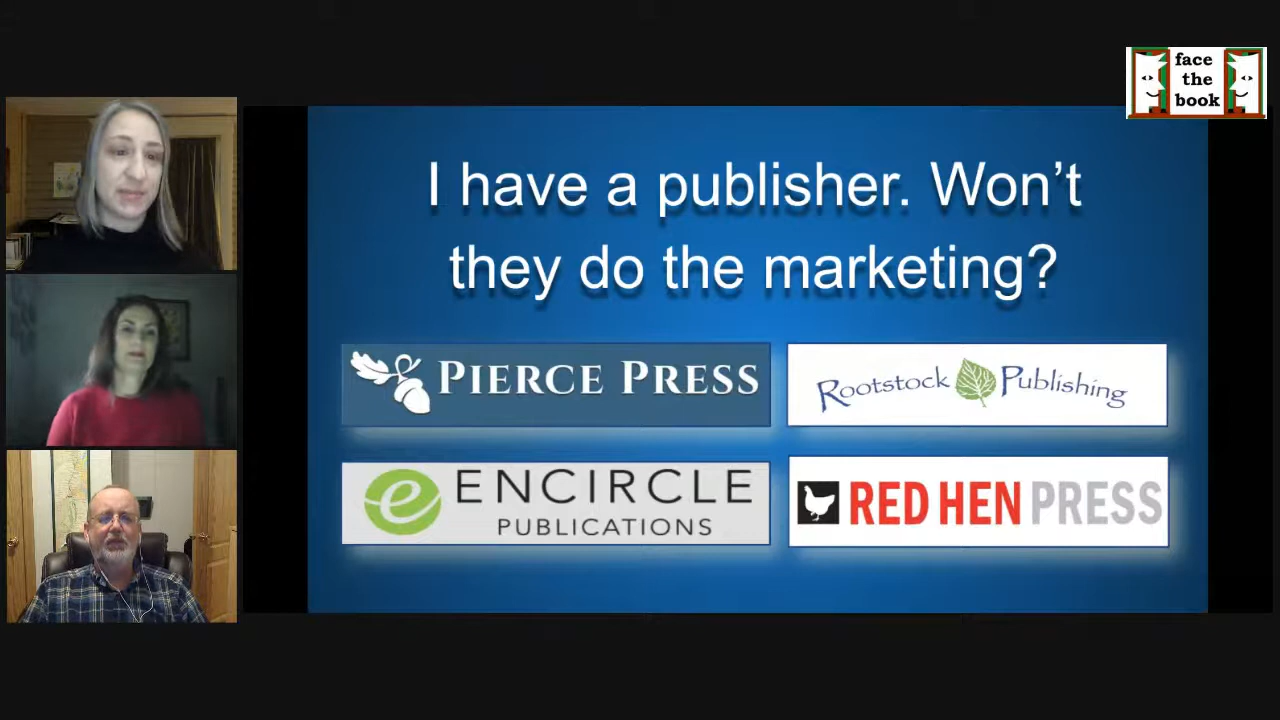 face
the
book
I have a publisher. Won’t
they do the marketing?
PIERCE PRESS
Rootstock Publishing
e ENCIRCLE
PUBLICATIONS
RED HEN PRESS